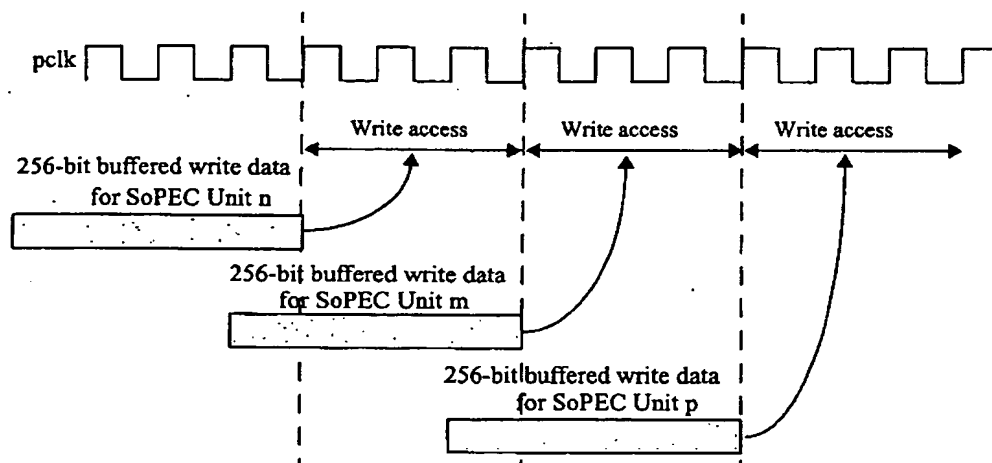 pclk
Write access
Write access
Write access
256-bit buffered write data
for SoPEC Unit n
256-bit buffered write data
for SoPEC Unit m
256-bit buffered write data
for SoPEC Unit p